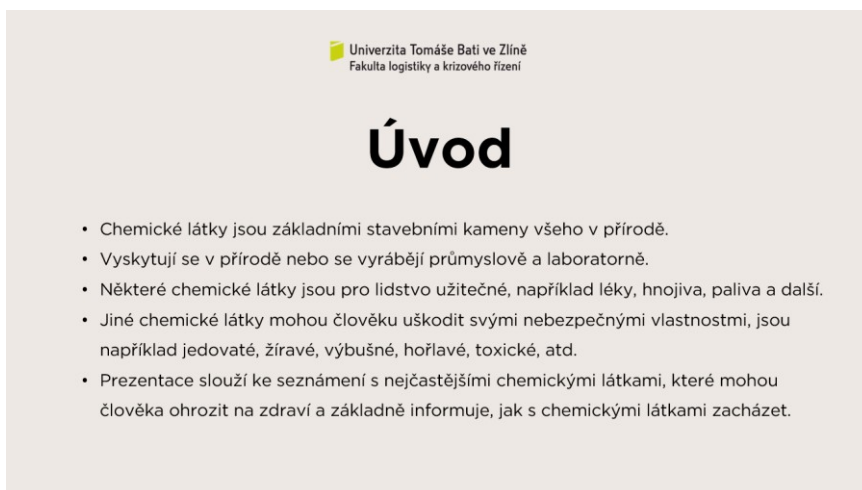 Univerzita Tomáše Bati ve Zlíně
Fakulta logistiky a krizového řízení
Úvod
• Chemické látky jsou základními stavebními kameny všeho v přírodě.
• Vyskytují se v přírodě nebo se vyrábějí průmyslově a laboratorně.
• Některé chemické látky jsou pro lidstvo užitečné, například léky, hnojiva, paliva a další.
• Jiné chemické látky mohou člověku uškodit svými nebezpečnými vlastnostmi, jsou
například jedovaté, žíravé, výbušné, hořlavé, toxické, atd.
• Prezentace slouží ke seznámení s nejčastějšími chemickými látkami, které mohou
člověka ohrozit na zdraví a základně informuje, jak s chemickými látkami zacházet.